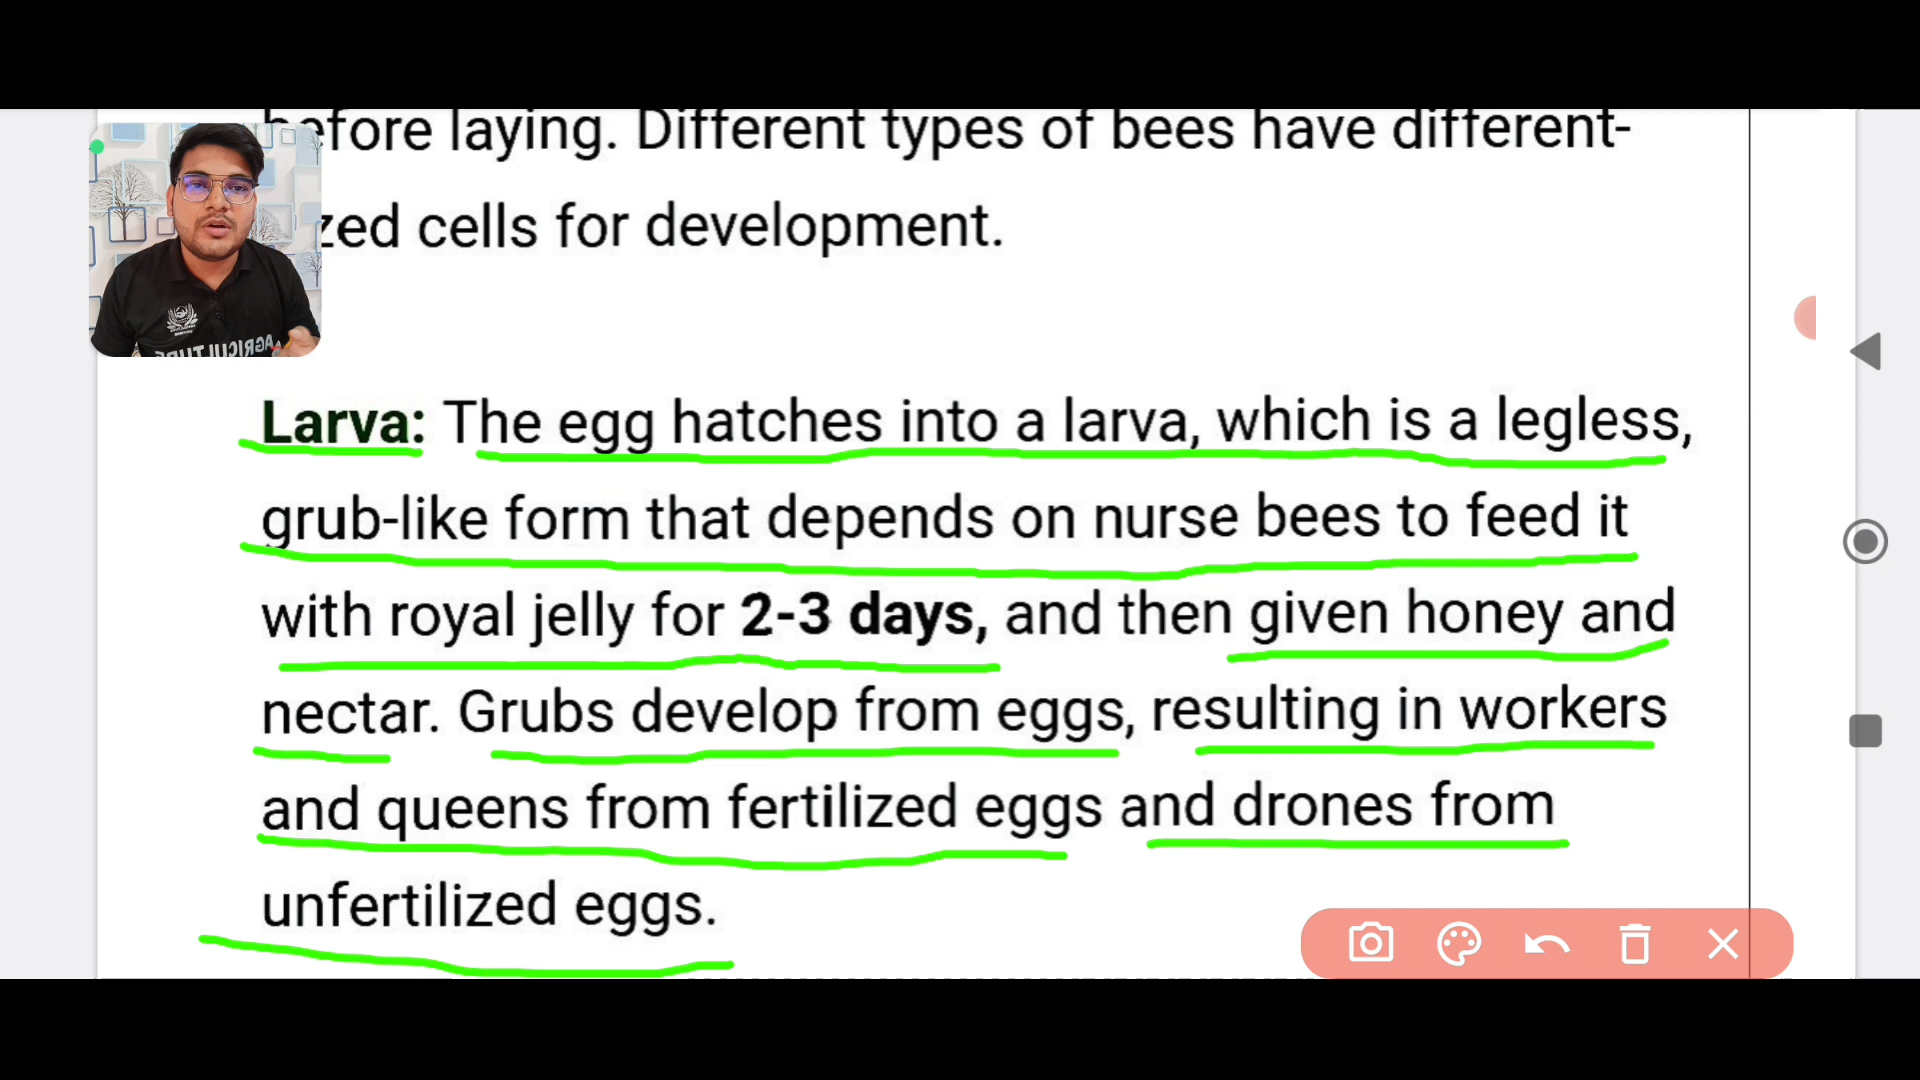 before laying. Different types of bees have different-
zed cells for development.
AGRICULTURE
Larva: The egg hatches into a larva, which is a legless,
grub-like form that depends on nurse bees to feed it
with royal jelly for 2-3 days, and then given honey and
nectar. Grubs develop from eggs, resulting in workers
and queens from fertilized eggs and drones from
unfertilized eggs.